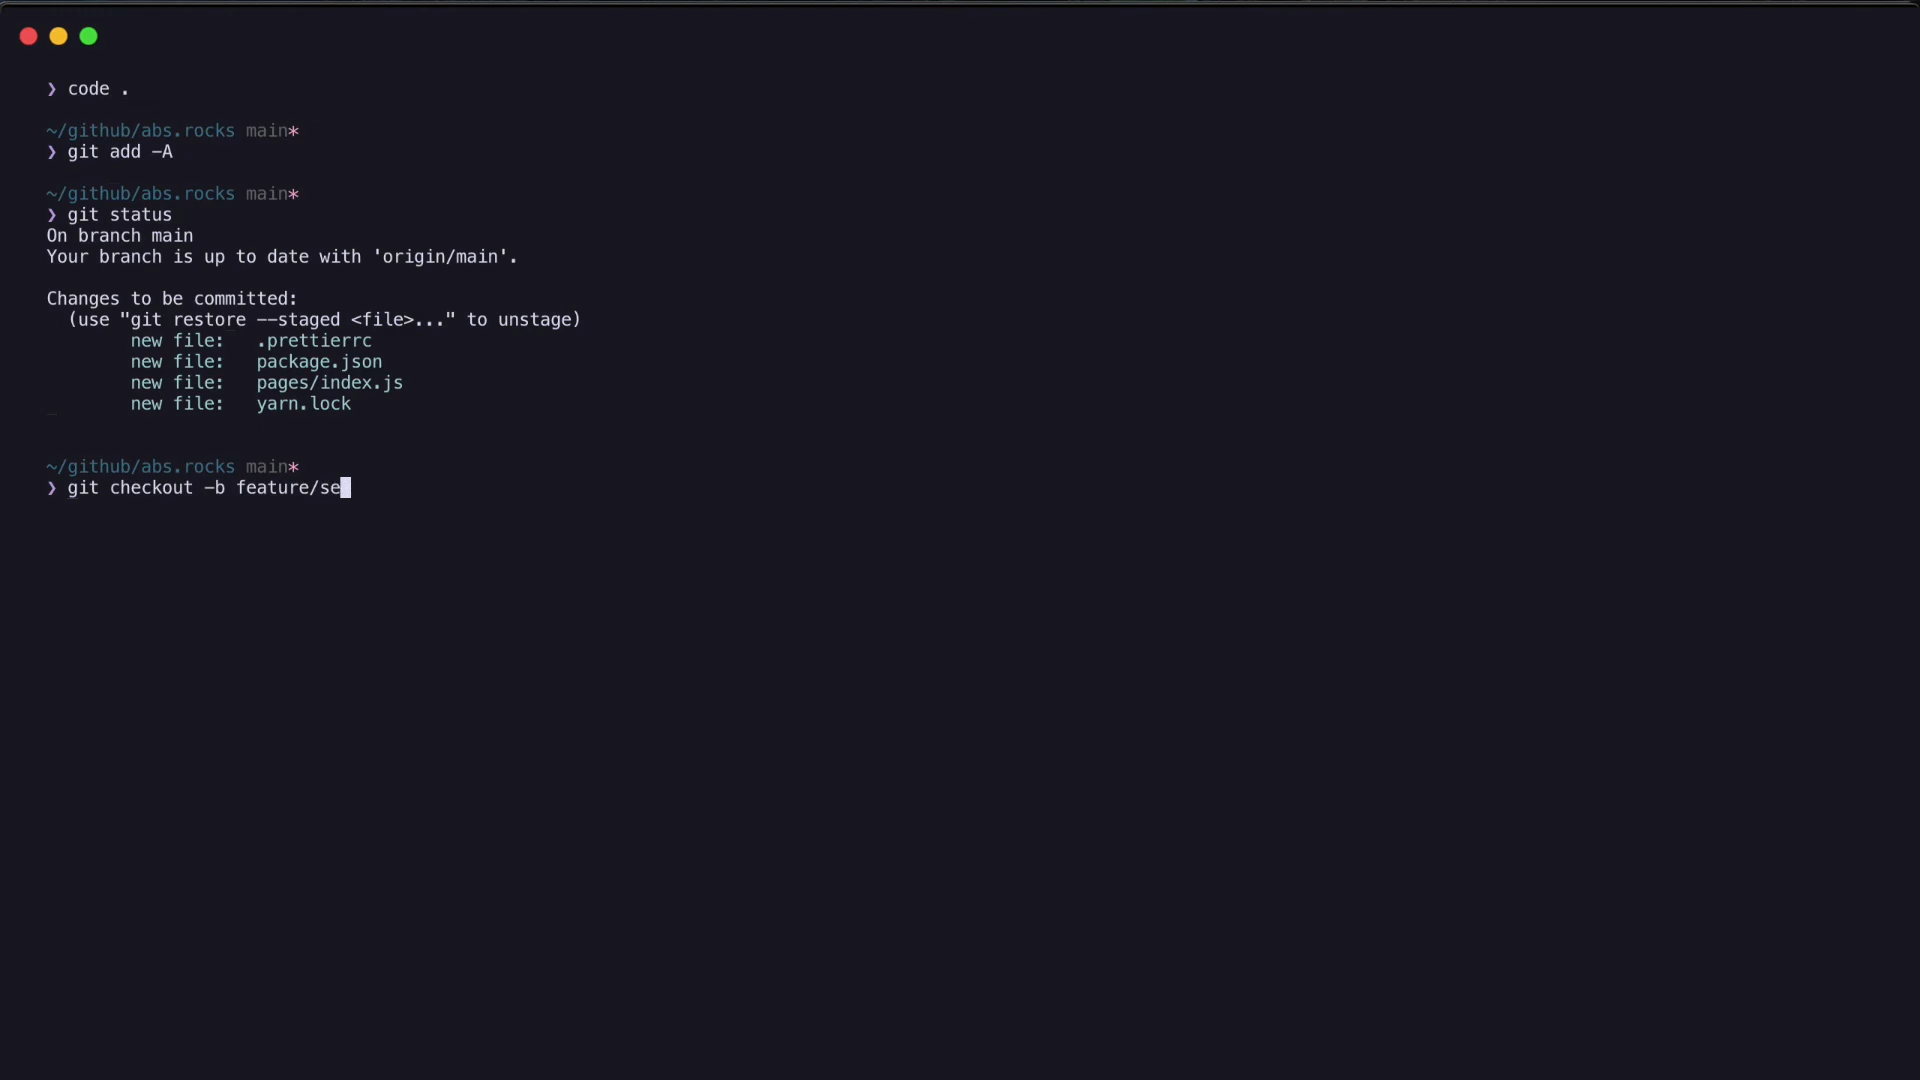 ❯ code .
~/github/abs.rocks main*
❯ git add -A
~/github/abs.rocks main*
❯ git status
On branch main
Your branch is up to date with 'origin/main'.
Changes to be committed:
  (use "git restore --staged <file>..." to unstage)
        new file:   .prettierrc
        new file:   package.json
        new file:   pages/index.js
        new file:   yarn.lock
~/github/abs.rocks main*
❯ git checkout -b feature/se